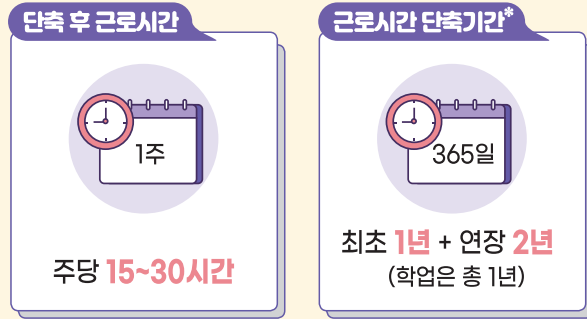 단축 후 근로시간
1주
주당 15~30시간
근로시간 단축기간*
365일
최초 1년 + 연장 2년
(학업은 총 1년)